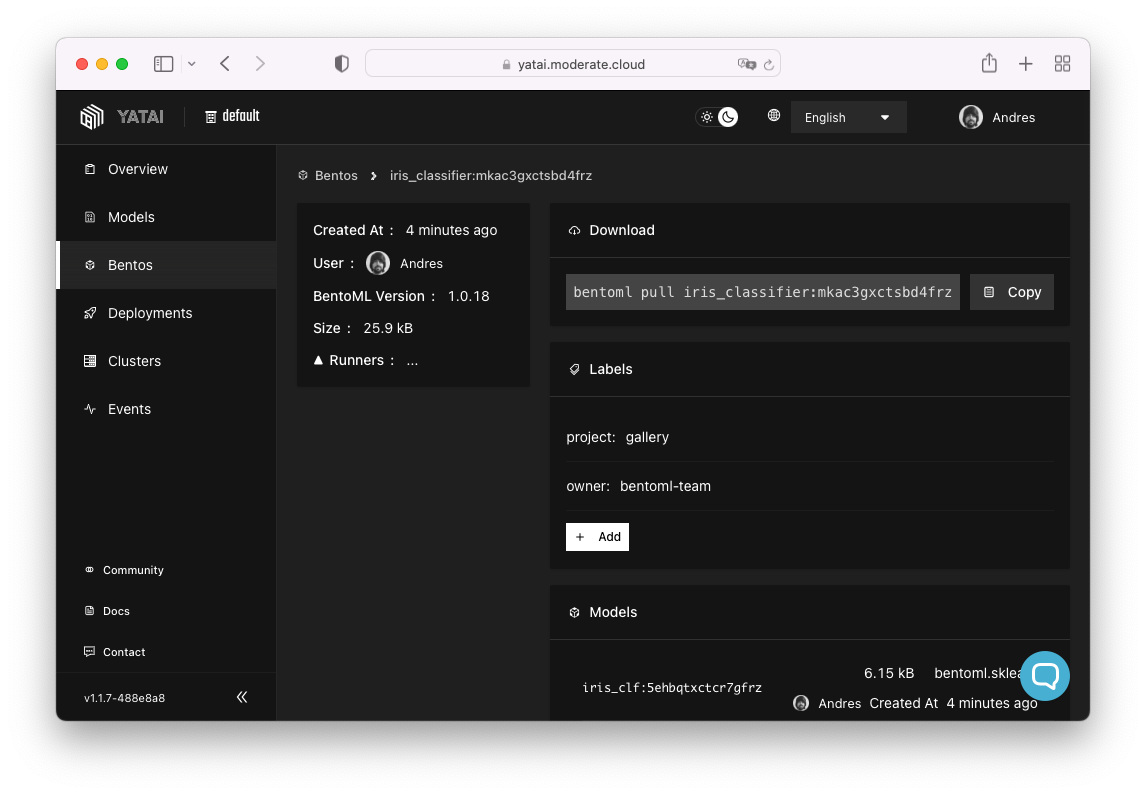 yatai.moderate.cloud
YATAI
default
English
Andres
Overview
Models
Bentos
Deployments
Clusters
Events
Community
Docs
Contact
v1.1.7-488e8a8
Bentos
iris_classifier:mkac3gxctsbd4frz
Created At : 4 minutes ago
User : Andres
BentoML Version : 1.0.18
Size : 25.9 kB
Runners : ...
Download
bentoml pull iris_classifier:mkac3gxctsbd4frz
Copy
Labels
project: gallery
owner: bentoml-team
+ Add
Models
iris_clf:5ehbqtxctcr7gfrz
6.15 kB
Andres Created At 4 minutes ago